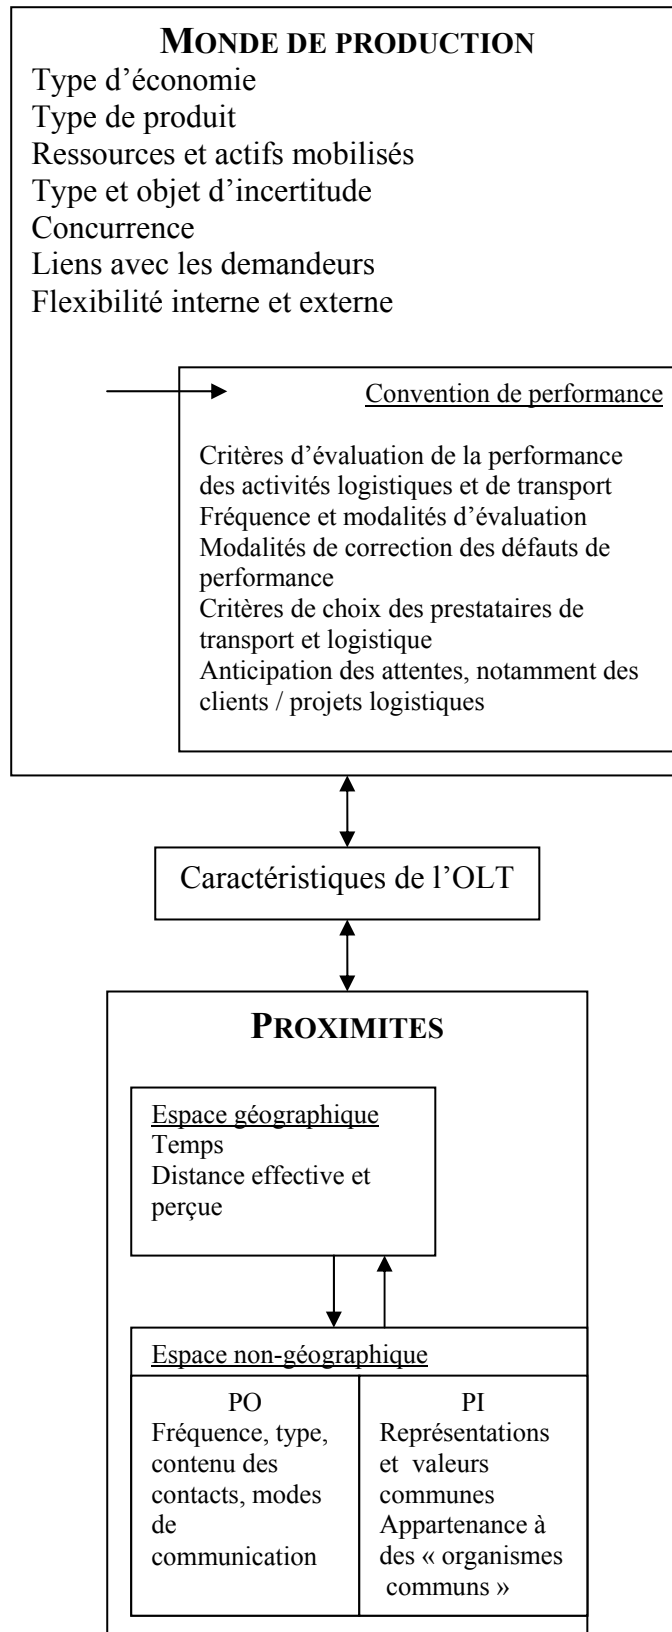 MONDE DE PRODUCTION
Type d’économie
Type de produit
Ressources et actifs mobilisés
Type et objet d’incertitude
Concurrence
Liens avec les demandeurs
Flexibilité interne et externe
Convention de performance
Critères d’évaluation de la performance
des activités logistiques et de transport
Fréquence et modalités d’évaluation
Modalités de correction des défauts de
performance
Critères de choix des prestataires de
transport et logistique
Anticipation des attentes, notamment des
clients / projets logistiques
Caractéristiques de l’OLT
PROXIMITES
Espace géographique
Temps
Distance effective et
perçue
Espace non-géographique
PO
Fréquence, type,
contenu des
contacts, modes
de
communication
PI
Représentations
et valeurs
communes
Appartenance à
des « organismes
communs »